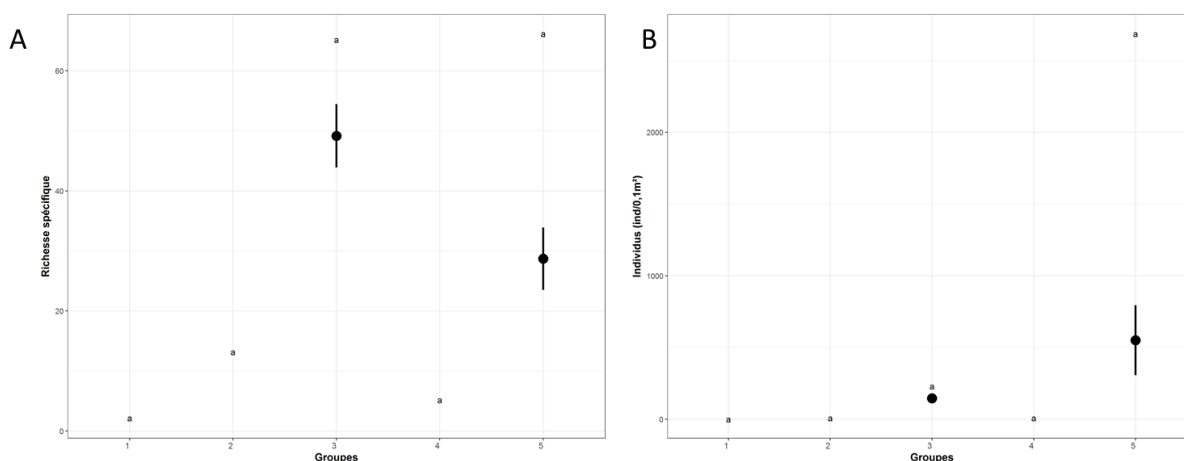 A
Richesse spécifique
60
40
20
0
a
a
a
a
a
1
2
3
4
5
Groupes
B
Individus (ind/0,1m²)
2000
1000
0
a
a
a
a
a
1
2
3
4
5
Groupes